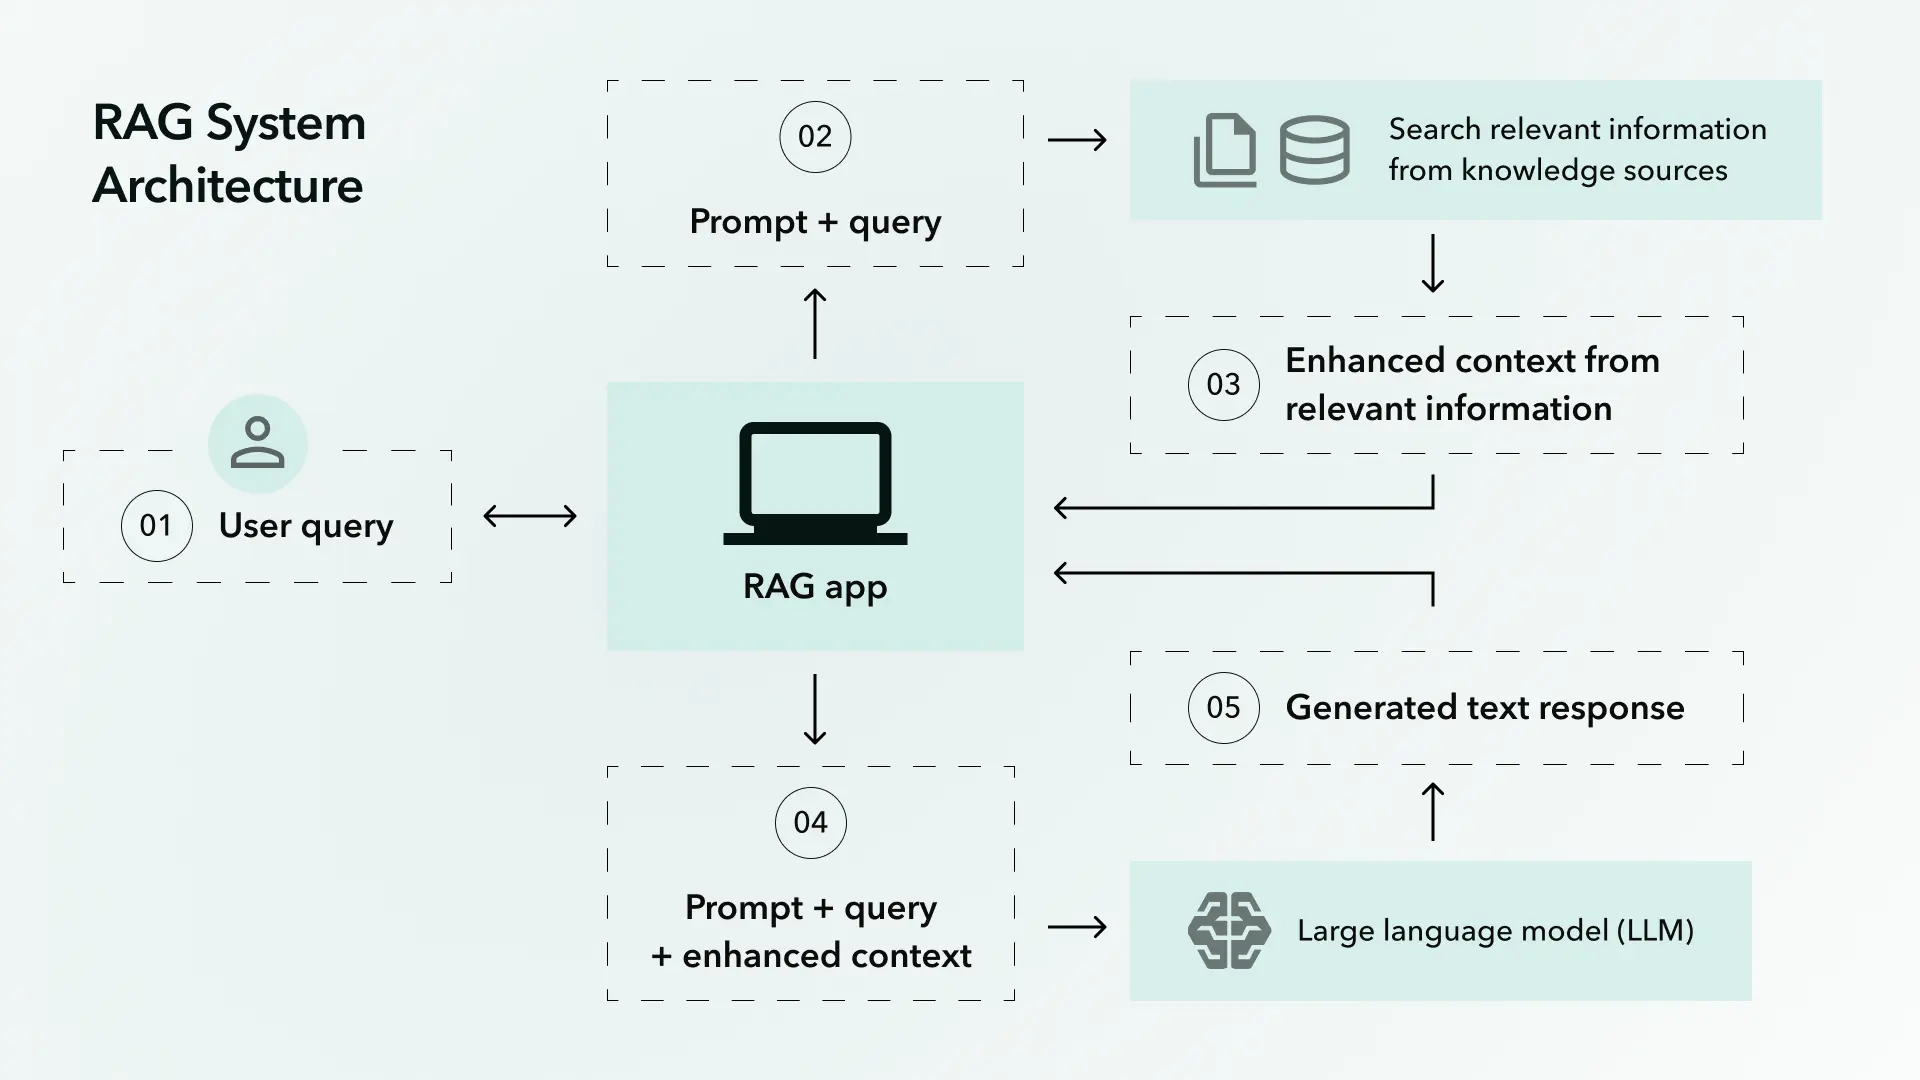 RAG System
Architecture
01
User query
RAG app
02
Prompt + query
Search relevant information
from knowledge sources
03
Enhanced context from
relevant information
04
Prompt + query
+ enhanced context
Large language model (LLM)
05
Generated text response